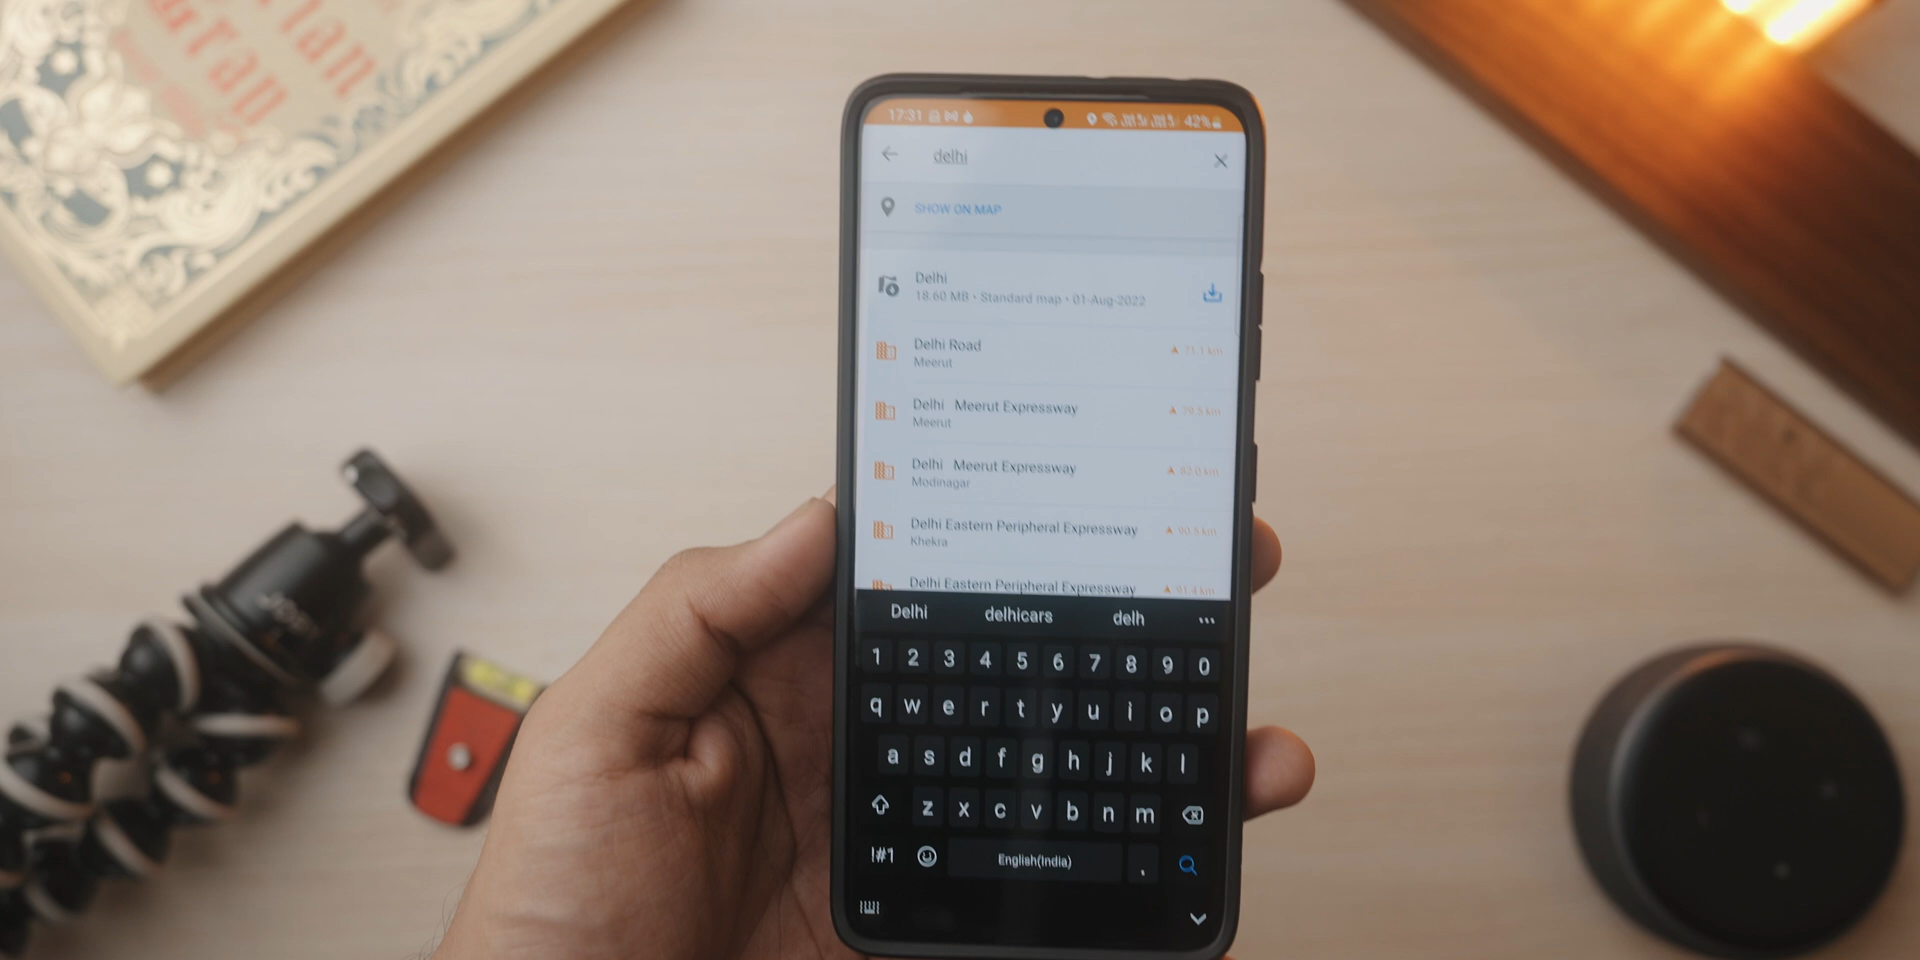 17:31
42%
delhi
SHOW ON MAP
Delhi
18.60 MB • Standard map • 01-Aug-2022
Delhi Road
Meerut
Delhi Meerut Expressway
Meerut
Delhi Meerut Expressway
Modinagar
Delhi Eastern Peripheral Expressway
Khekra
Delhi Eastern Peripheral Expressway
Delhi delhicars delh ...
1 2 3 4 5 6 7 8 9 0
q w e r t y u i o p
a s d f g h j k l
z x c v b n m
!#1 English(India) .